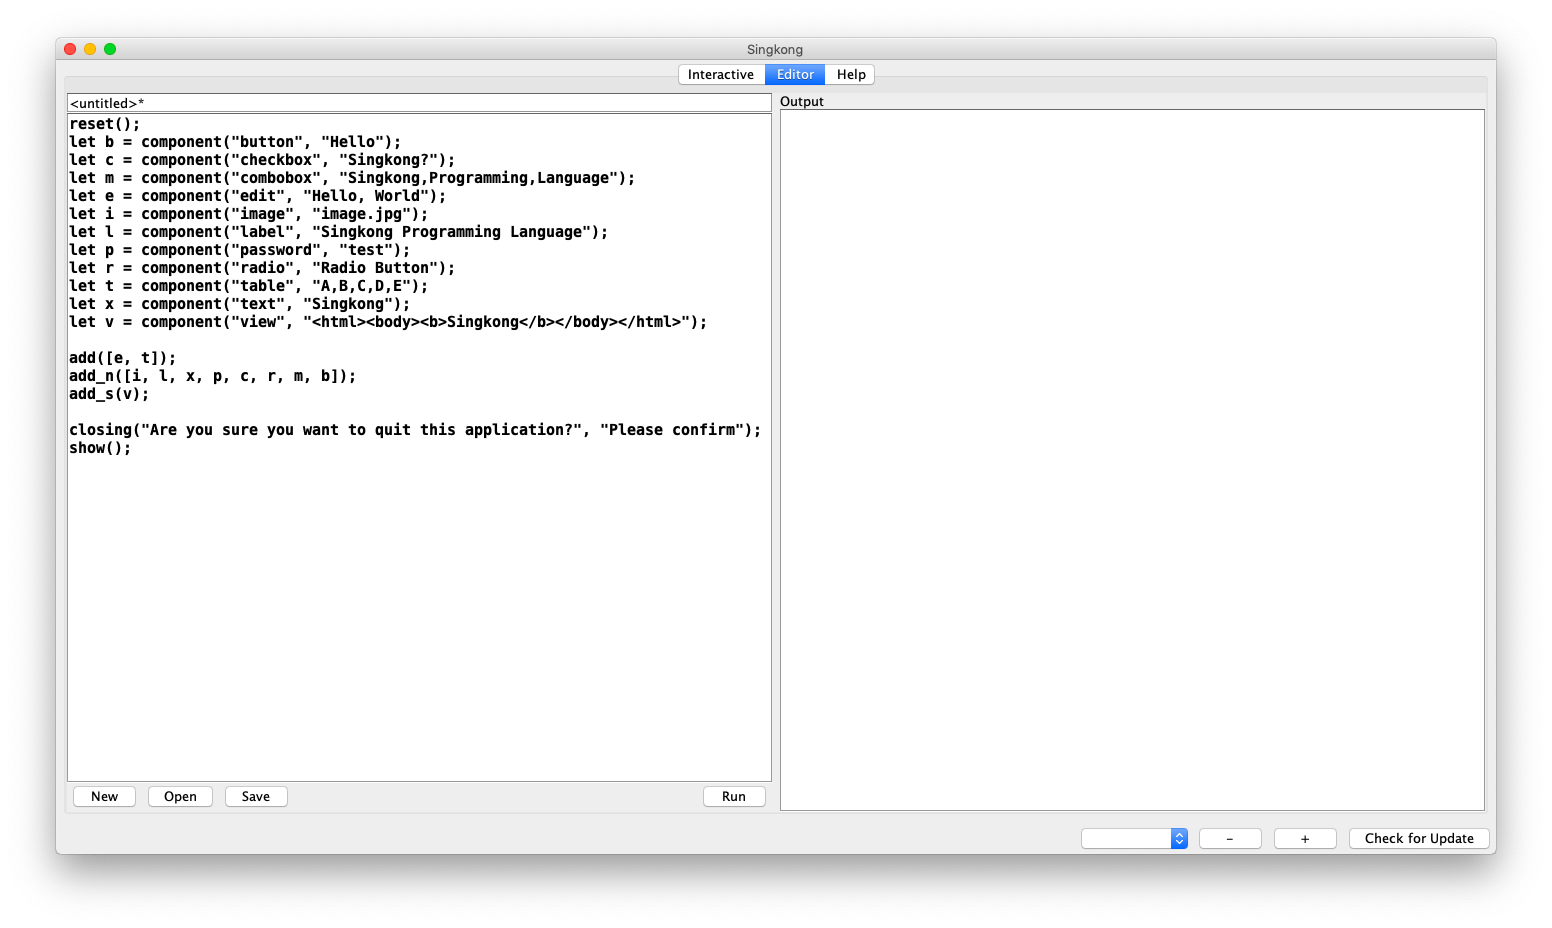 Singkong
Interactive Editor Help
<untitled>*
reset();
let b = component("button", "Hello");
let c = component("checkbox", "Singkong?");
let m = component("combobox", "Singkong,Programming,Language");
let e = component("edit", "Hello, World");
let i = component("image", "image.jpg");
let l = component("label", "Singkong Programming Language");
let p = component("password", "test");
let r = component("radio", "Radio Button");
let t = component("table", "A,B,C,D,E");
let x = component("text", "Singkong");
let v = component("view", "<html><body><b>Singkong</b></body></html>");
add([e, t]);
add_n([i, l, x, p, c, r, m, b]);
add_s(v);
closing("Are you sure you want to quit this application?", "Please confirm");
show();
New Open Save Run
Output
- + Check for Update